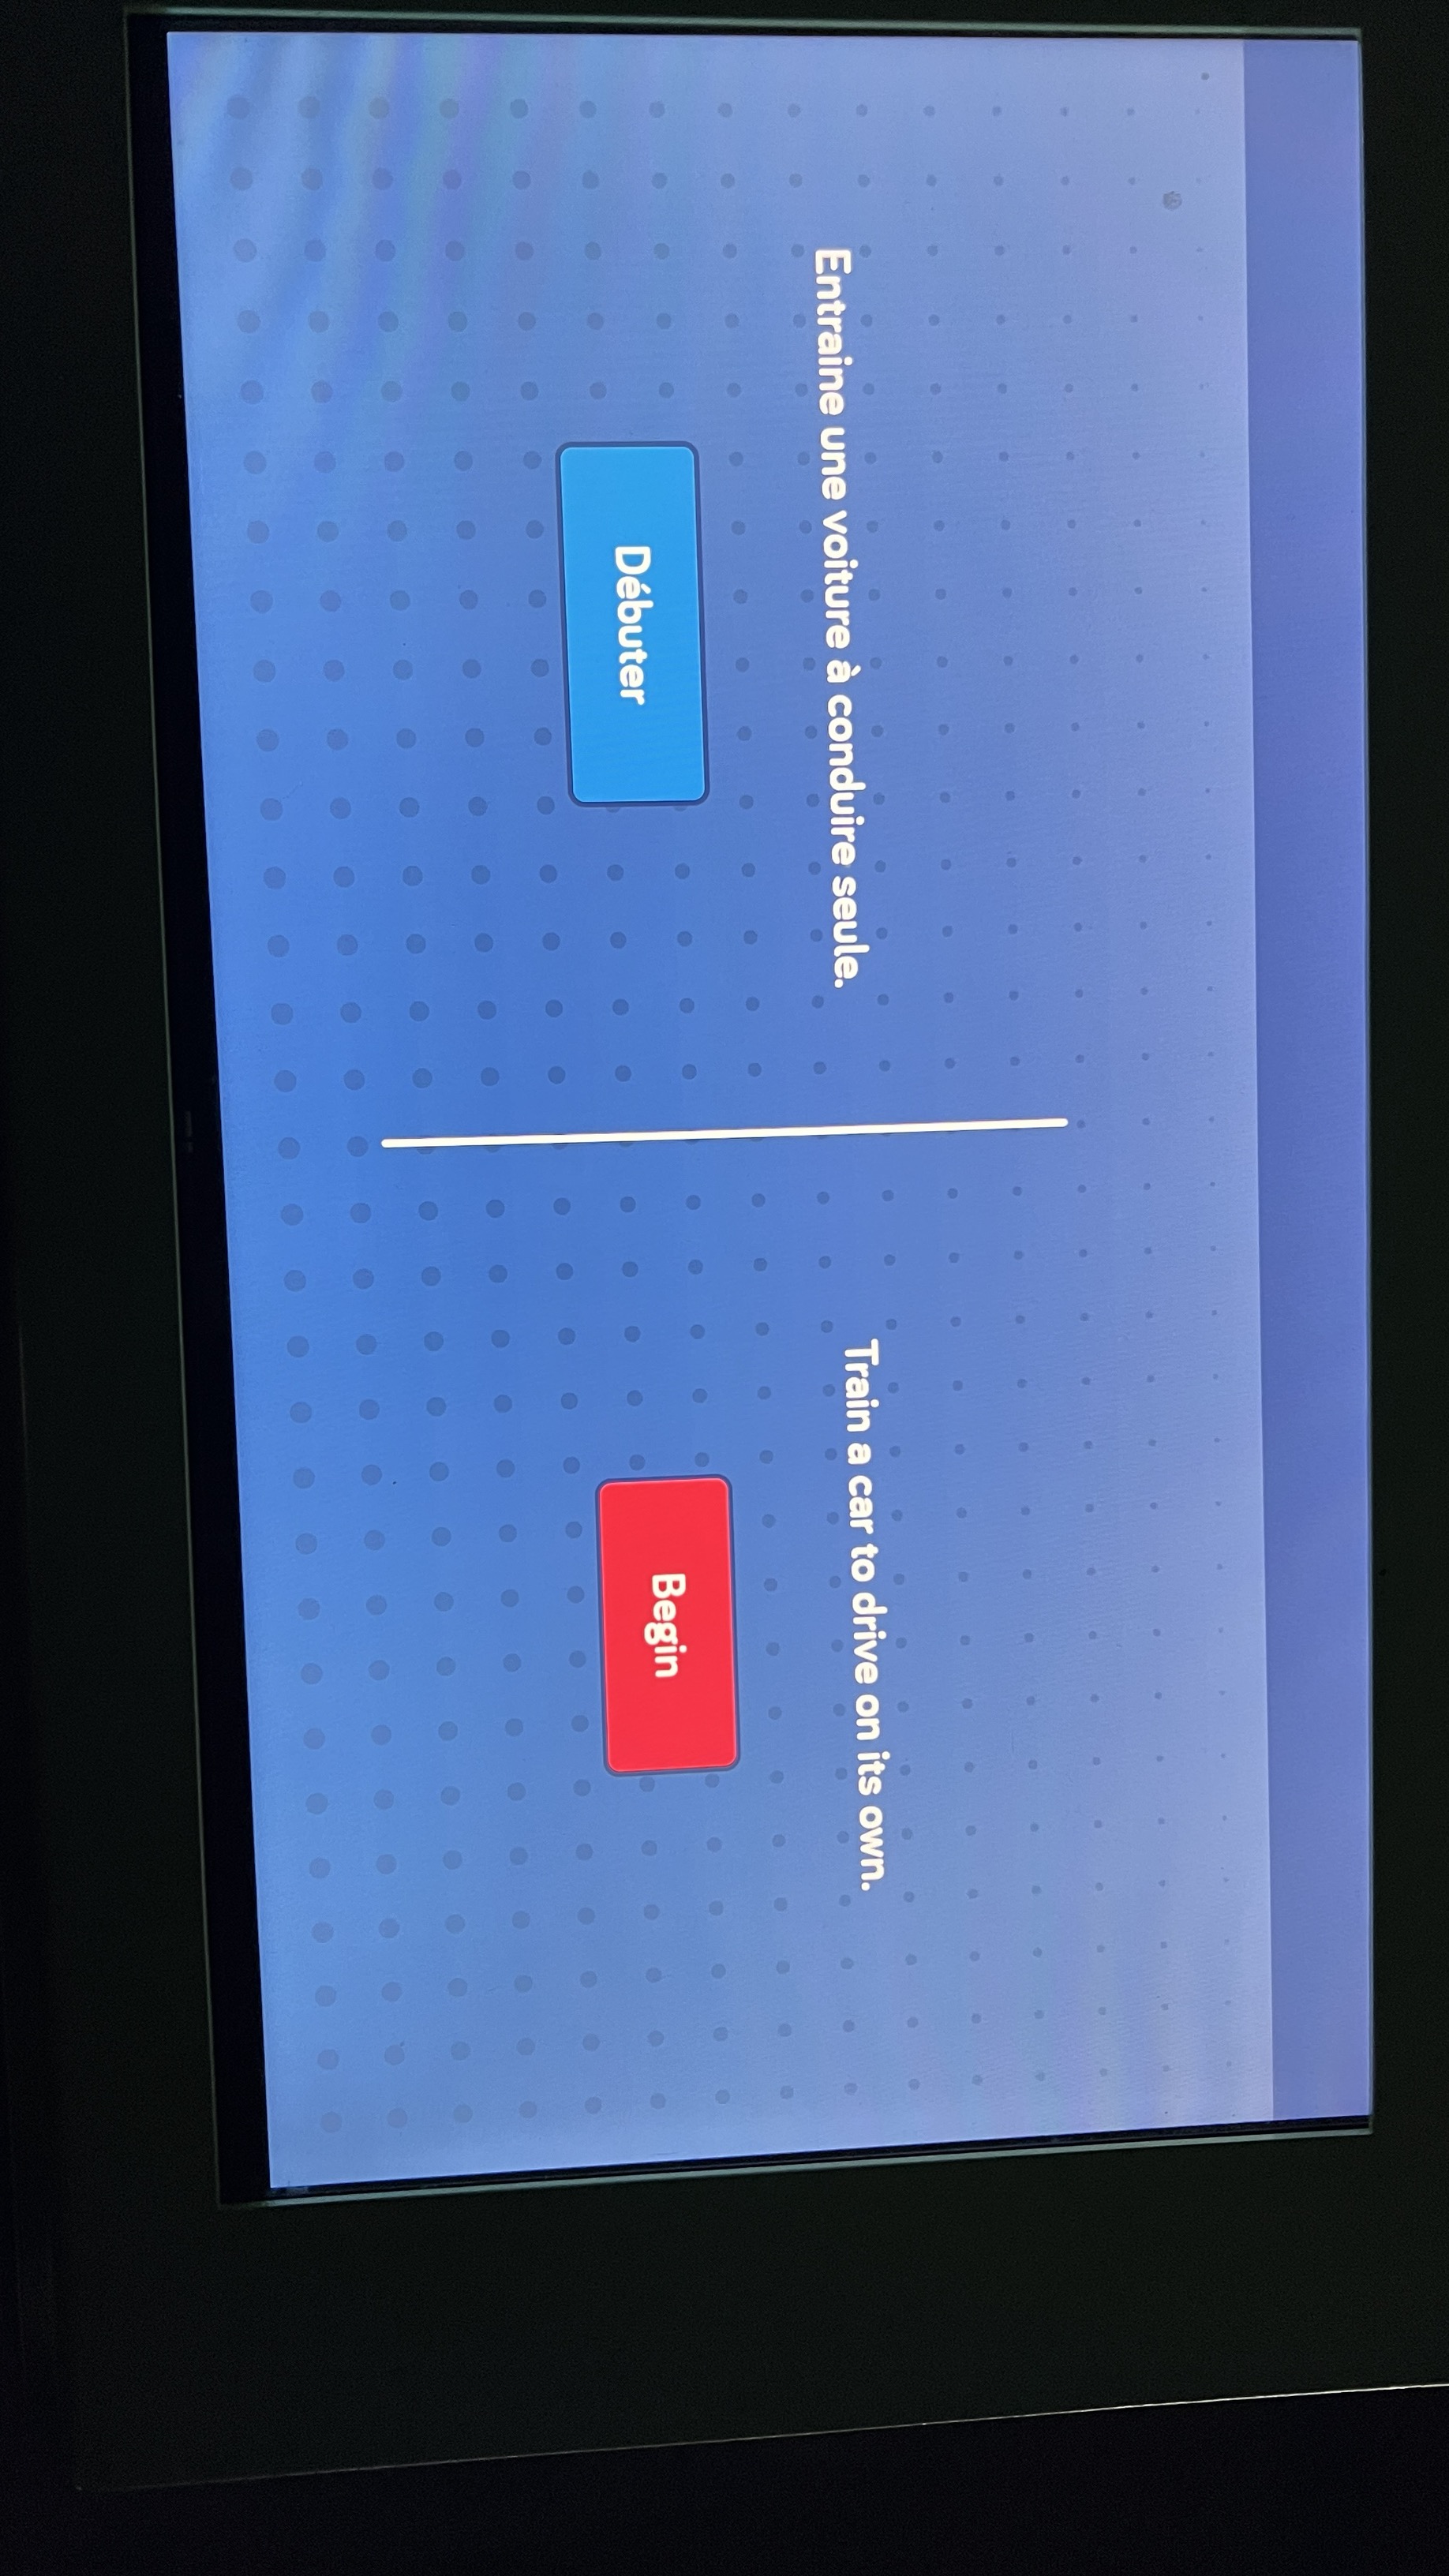 Entraine une voiture à conduire seule.
Débuter
Train a car to drive on its own.
Begin